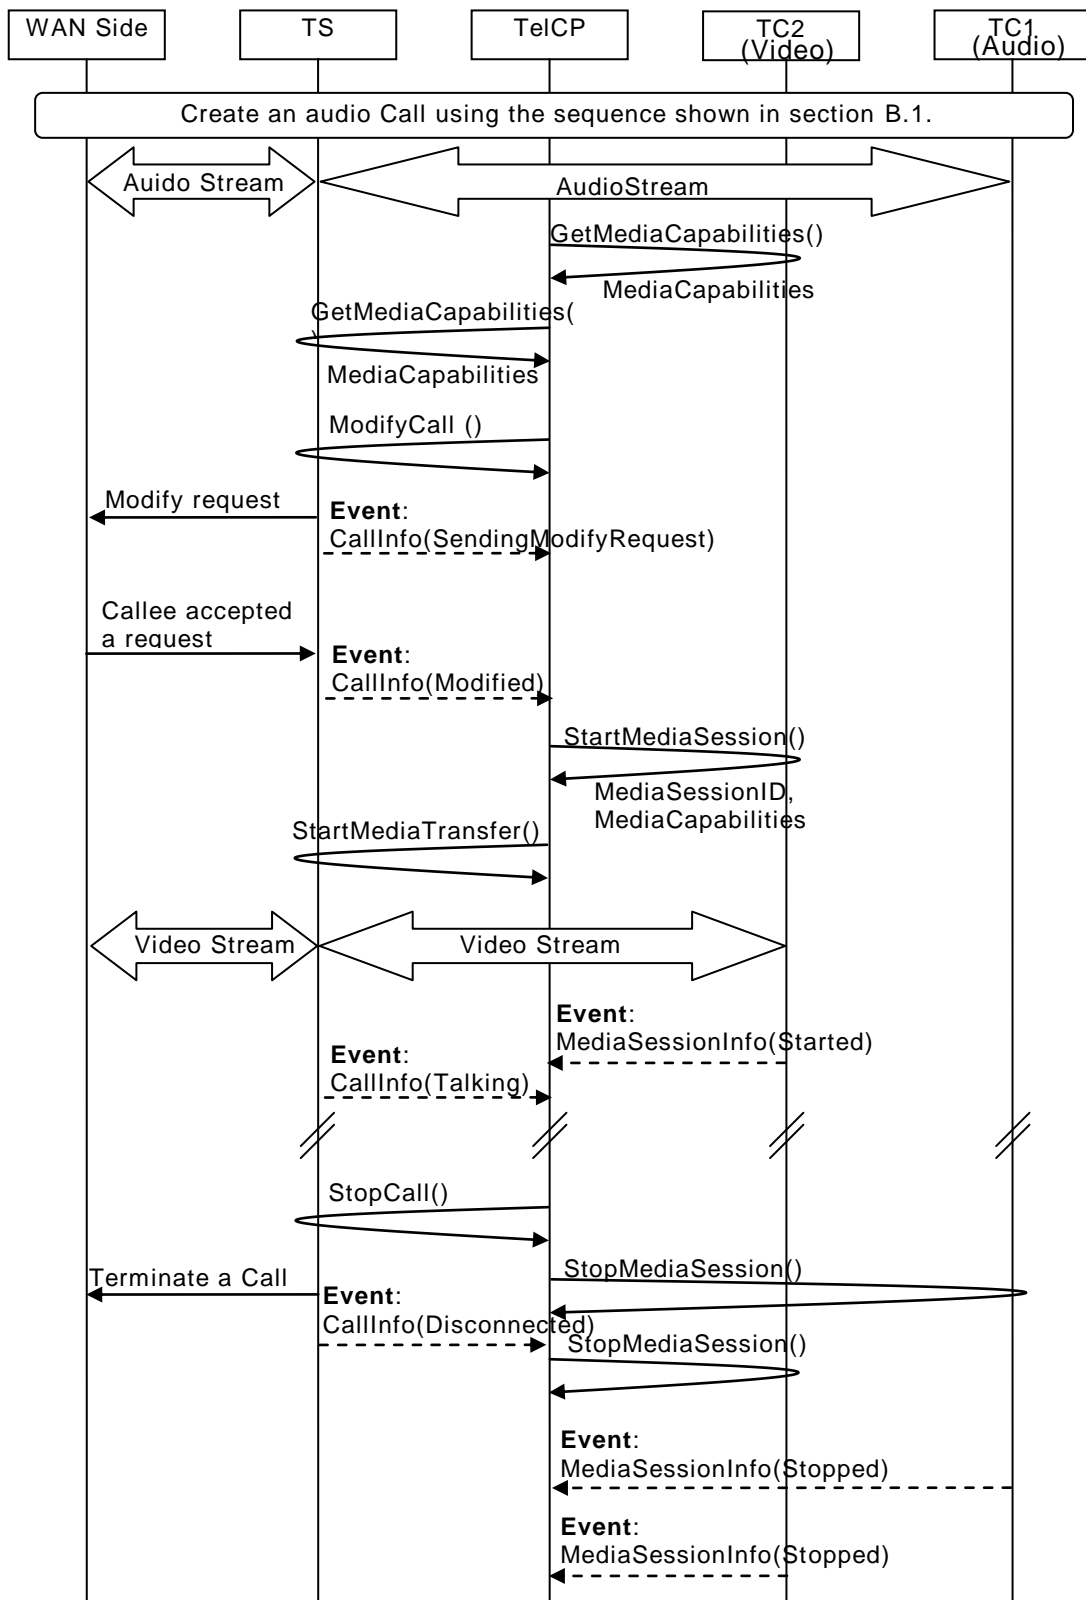 WAN Side
TS
TelCP
TC2
(Video)
TC1
(Audio)
Create an audio Call using the sequence shown in section B.1.
Auido Stream
AudioStream
GetMediaCapabilities()
MediaCapabilities
GetMediaCapabilities(
)
MediaCapabilities
ModifyCall ()
Modify request
Event:
CallInfo(SendingModifyRequest)
Callee accepted
a request
Event:
CallInfo(Modified)
StartMediaSession()
MediaSessionID,
MediaCapabilities
StartMediaTransfer()
Video Stream
Video Stream
Event:
MediaSessionInfo(Started)
Event:
CallInfo(Talking)
StopCall()
StopMediaSession()
Terminate a Call
Event:
CallInfo(Disconnected)
StopMediaSession()
Event:
MediaSessionInfo(Stopped)
Event:
MediaSessionInfo(Stopped)